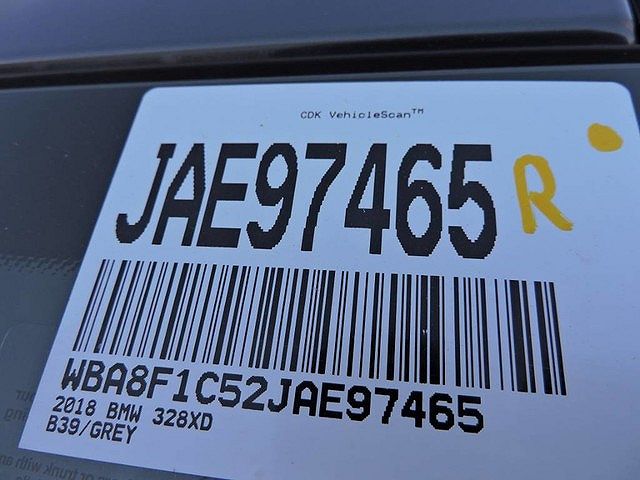 CDK VehicleScan™
JAE97465 R
WBA8F1C52JAE97465
2018 BMW 328XD
B39/GREY